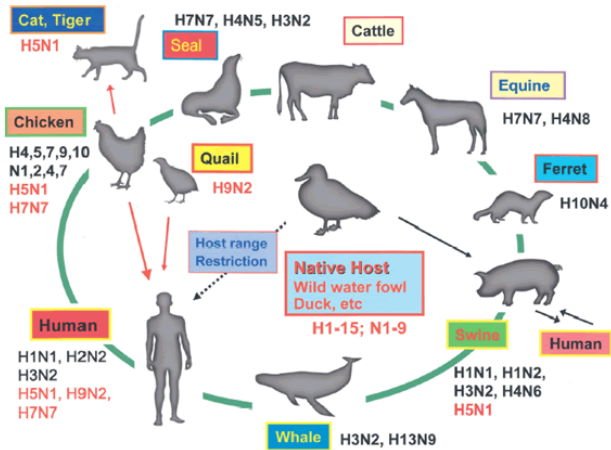 Cat, Tiger
H5N1
H7N7, H4N5, H3N2
Seal
Cattle
Equine
H7N7, H4N8
Chicken
H4,5,7,9,10
N1,2,4,7
H5N1
H7N7
Quail
H9N2
Ferret
H10N4
Host range
Restriction
Native Host
Wild water fowl
Duck, etc
H1-15; N1-9
Human
H1N1, H2N2
H3N2
H5N1, H9N2,
H7N7
Swine
H1N1, H1N2,
H3N2, H4N6
H5N1
Human
Whale
H3N2, H13N9